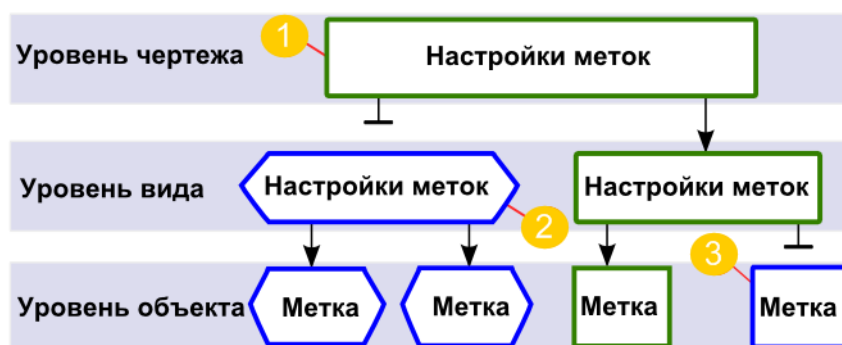 1
Уровень чертежа
Настройки меток
Уровень вида
Настройки меток
Настройки меток
2
3
Уровень объекта
Метка
Метка
Метка
Метка